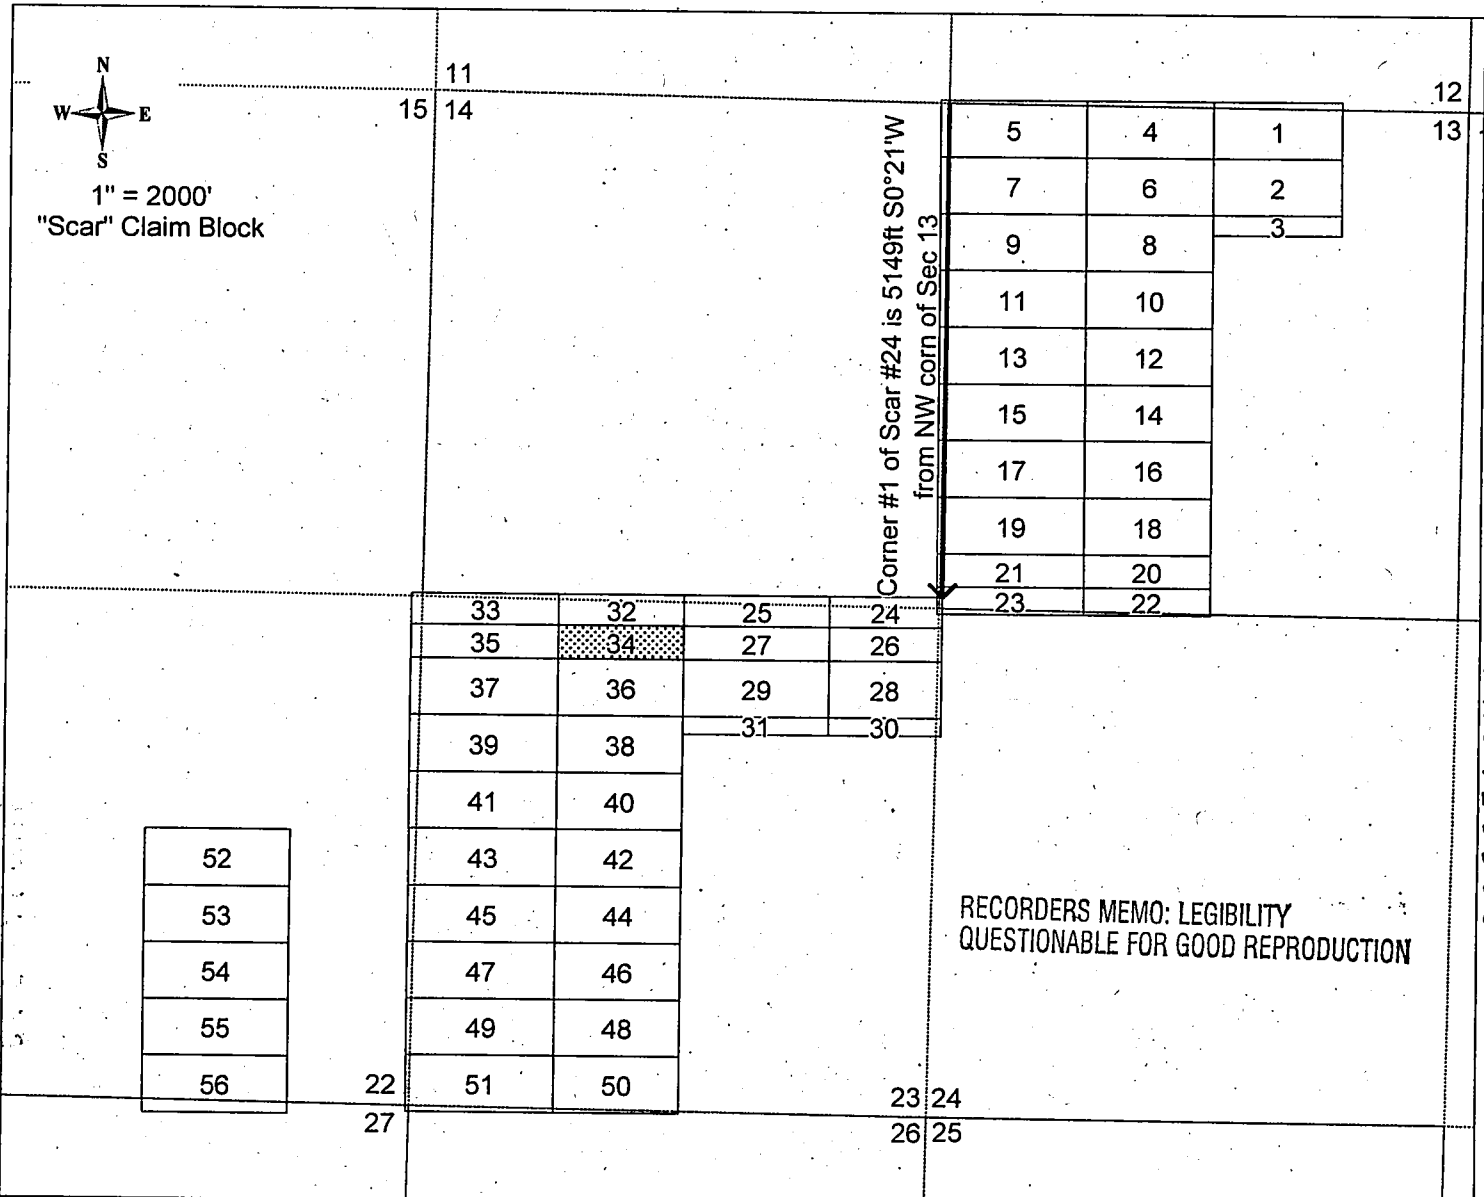 N
W E
S
1" = 2000'
"Scar" Claim Block
11
15 14
12
13
Corner #1 of Scar #24 is 5149ft S0°21'W
from NW corn of Sec 13
5 4 1
7 6 2
3
9 8
11 10
13 12
15 14
17 16
19 18
21 20
23 22
33 32 25 24
35 34 27 26
37 36 29 28
31 30
39 38
41 40
43 42
45 44
47 46
49 48
51 50
52
53
54
55
56
22
27
23 24
26 25
RECORDERS MEMO: LEGIBILITY
QUESTIONABLE FOR GOOD REPRODUCTION